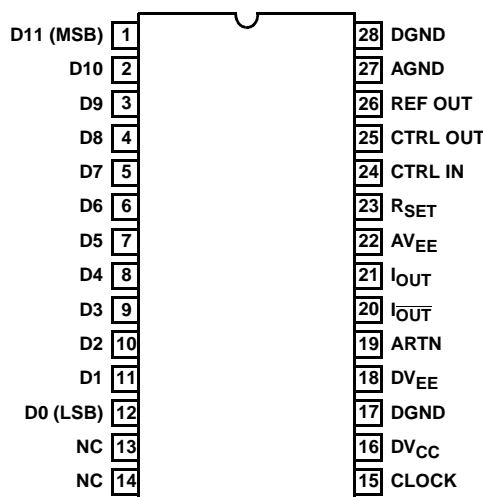 D11 (MSB) 1 28 DGND
D10 2 27 AGND
D9 3 26 REF OUT
D8 4 25 CTRL OUT
D7 5 24 CTRL IN
D6 6 23 RSET
D5 7 22 AVEE
D4 8 21 IOUT
D3 9 20 IO̅U̅T̅
D2 10 19 ARTN
D1 11 18 DVEE
D0 (LSB) 12 17 DGND
NC 13 16 DVCC
NC 14 15 CLOCK